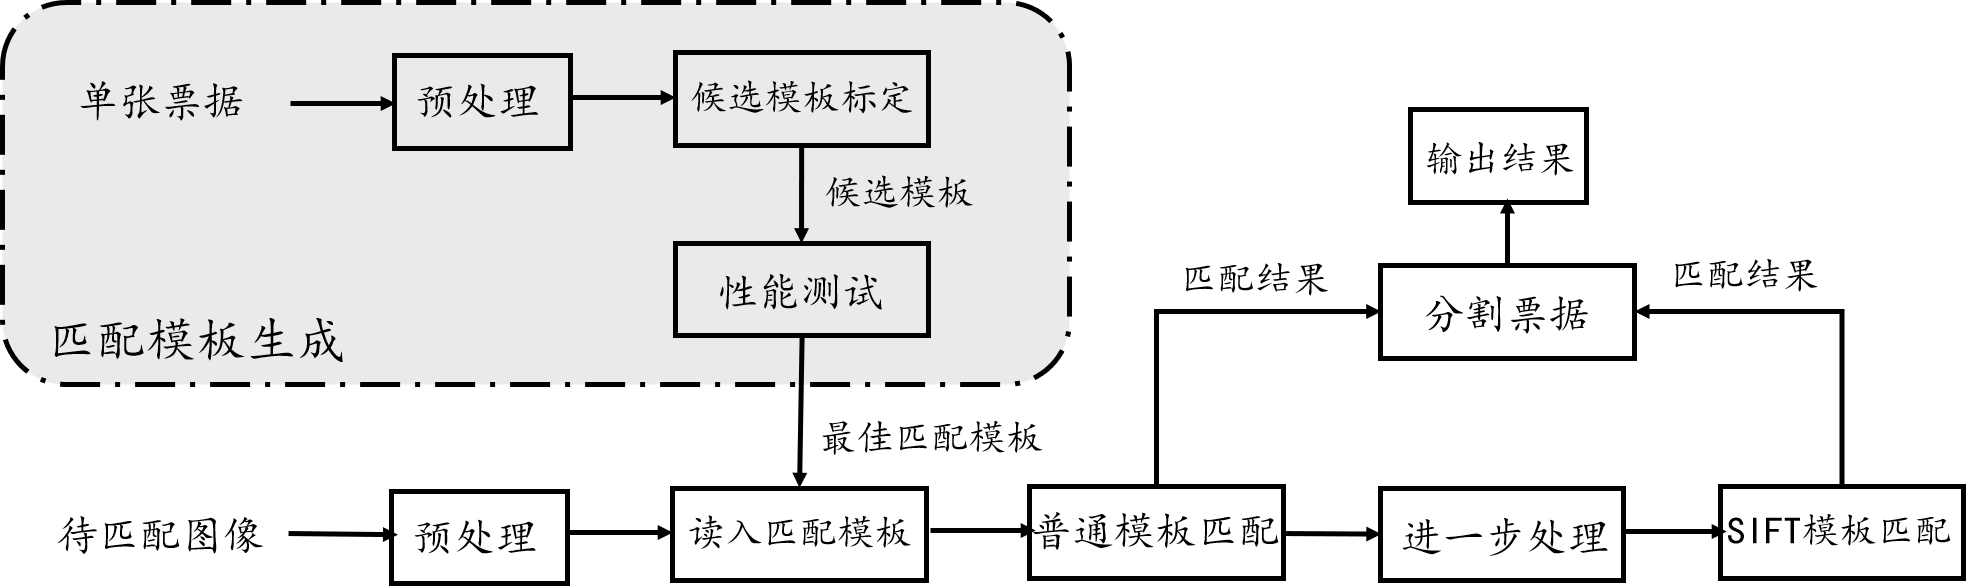 单张票据
预处理
候选模板标定
候选模板
性能测试
匹配模板生成
最佳匹配模板
待匹配图像
预处理
读入匹配模板
普通模板匹配
进一步处理
SIFT模板匹配
匹配结果
匹配结果
分割票据
输出结果